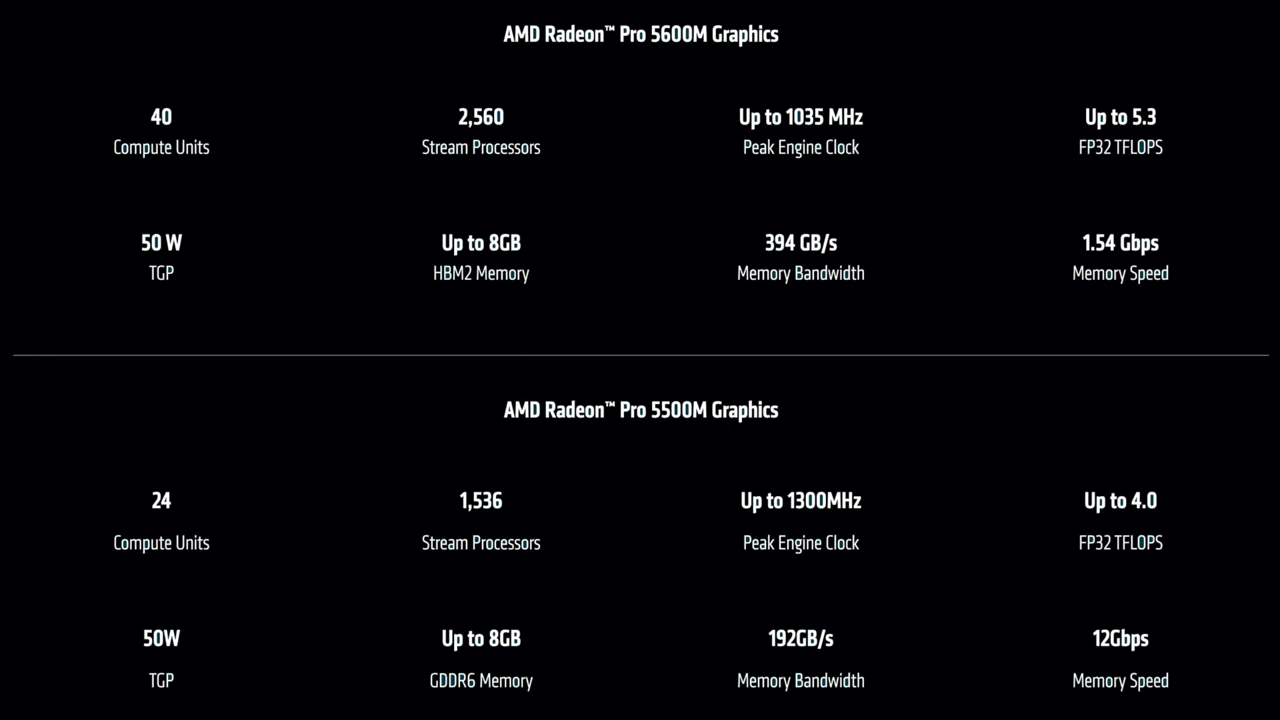 AMD Radeon™ Pro 5600M Graphics
40 2,560 Up to 1035 MHz Up to 5.3
Compute Units Stream Processors Peak Engine Clock FP32 TFLOPS
50 W Up to 8GB 394 GB/s 1.54 Gbps
TGP HBM2 Memory Memory Bandwidth Memory Speed
AMD Radeon™ Pro 5500M Graphics
24 1,536 Up to 1300MHz Up to 4.0
Compute Units Stream Processors Peak Engine Clock FP32 TFLOPS
50W Up to 8GB 192GB/s 12Gbps
TGP GDDR6 Memory Memory Bandwidth Memory Speed